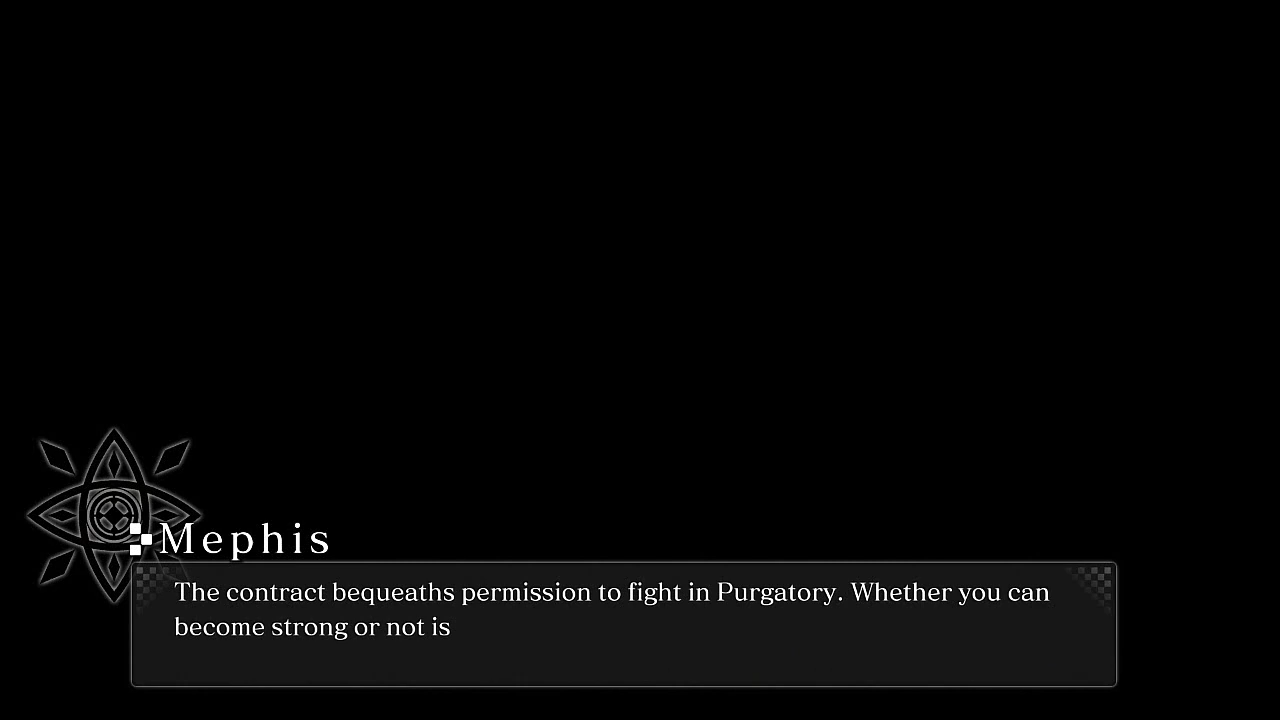 Mephis
The contract bequeaths permission to fight in Purgatory. Whether you can
become strong or not is